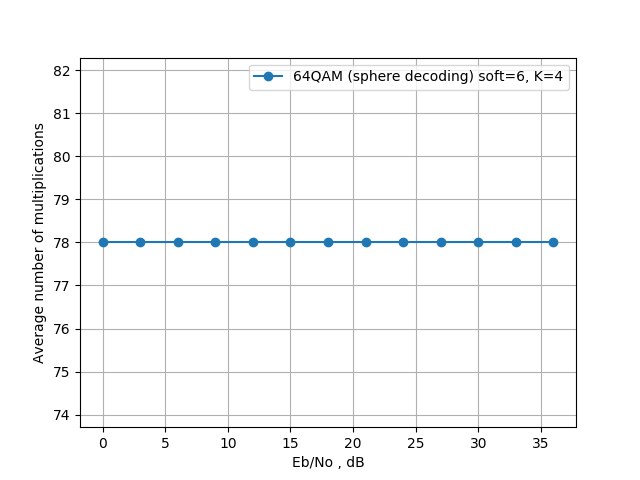 64QAM (sphere decoding) soft=6, K=4
82
81
80
79
78
77
76
75
74
Average number of multiplications
0 5 10 15 20 25 30 35
Eb/No , dB